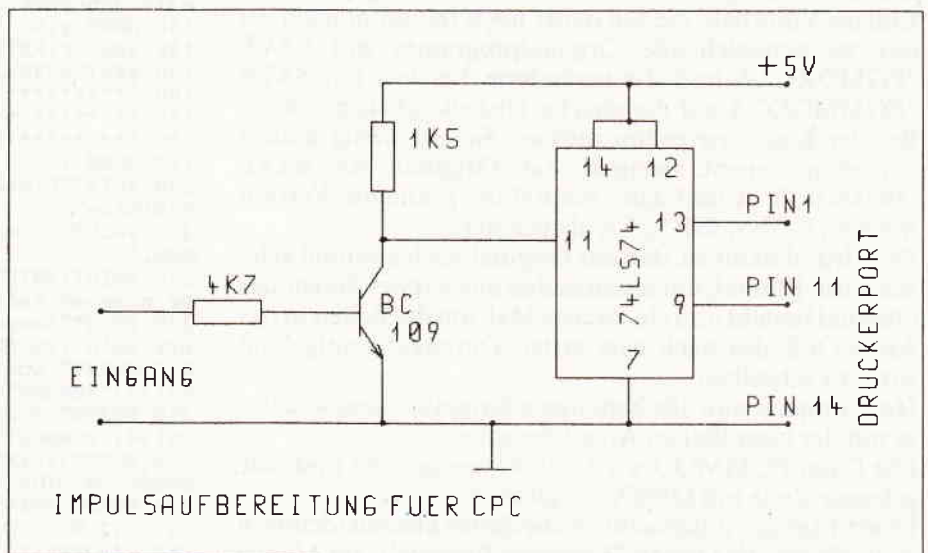 +5V
1K5
14 12
13
PIN1
11
74LS74
4K7
BC
109
9
PIN 11
7
DRUCKERPORT
EINGANG
PIN 14
IMPULSAUFBEREITUNG FUER CPC